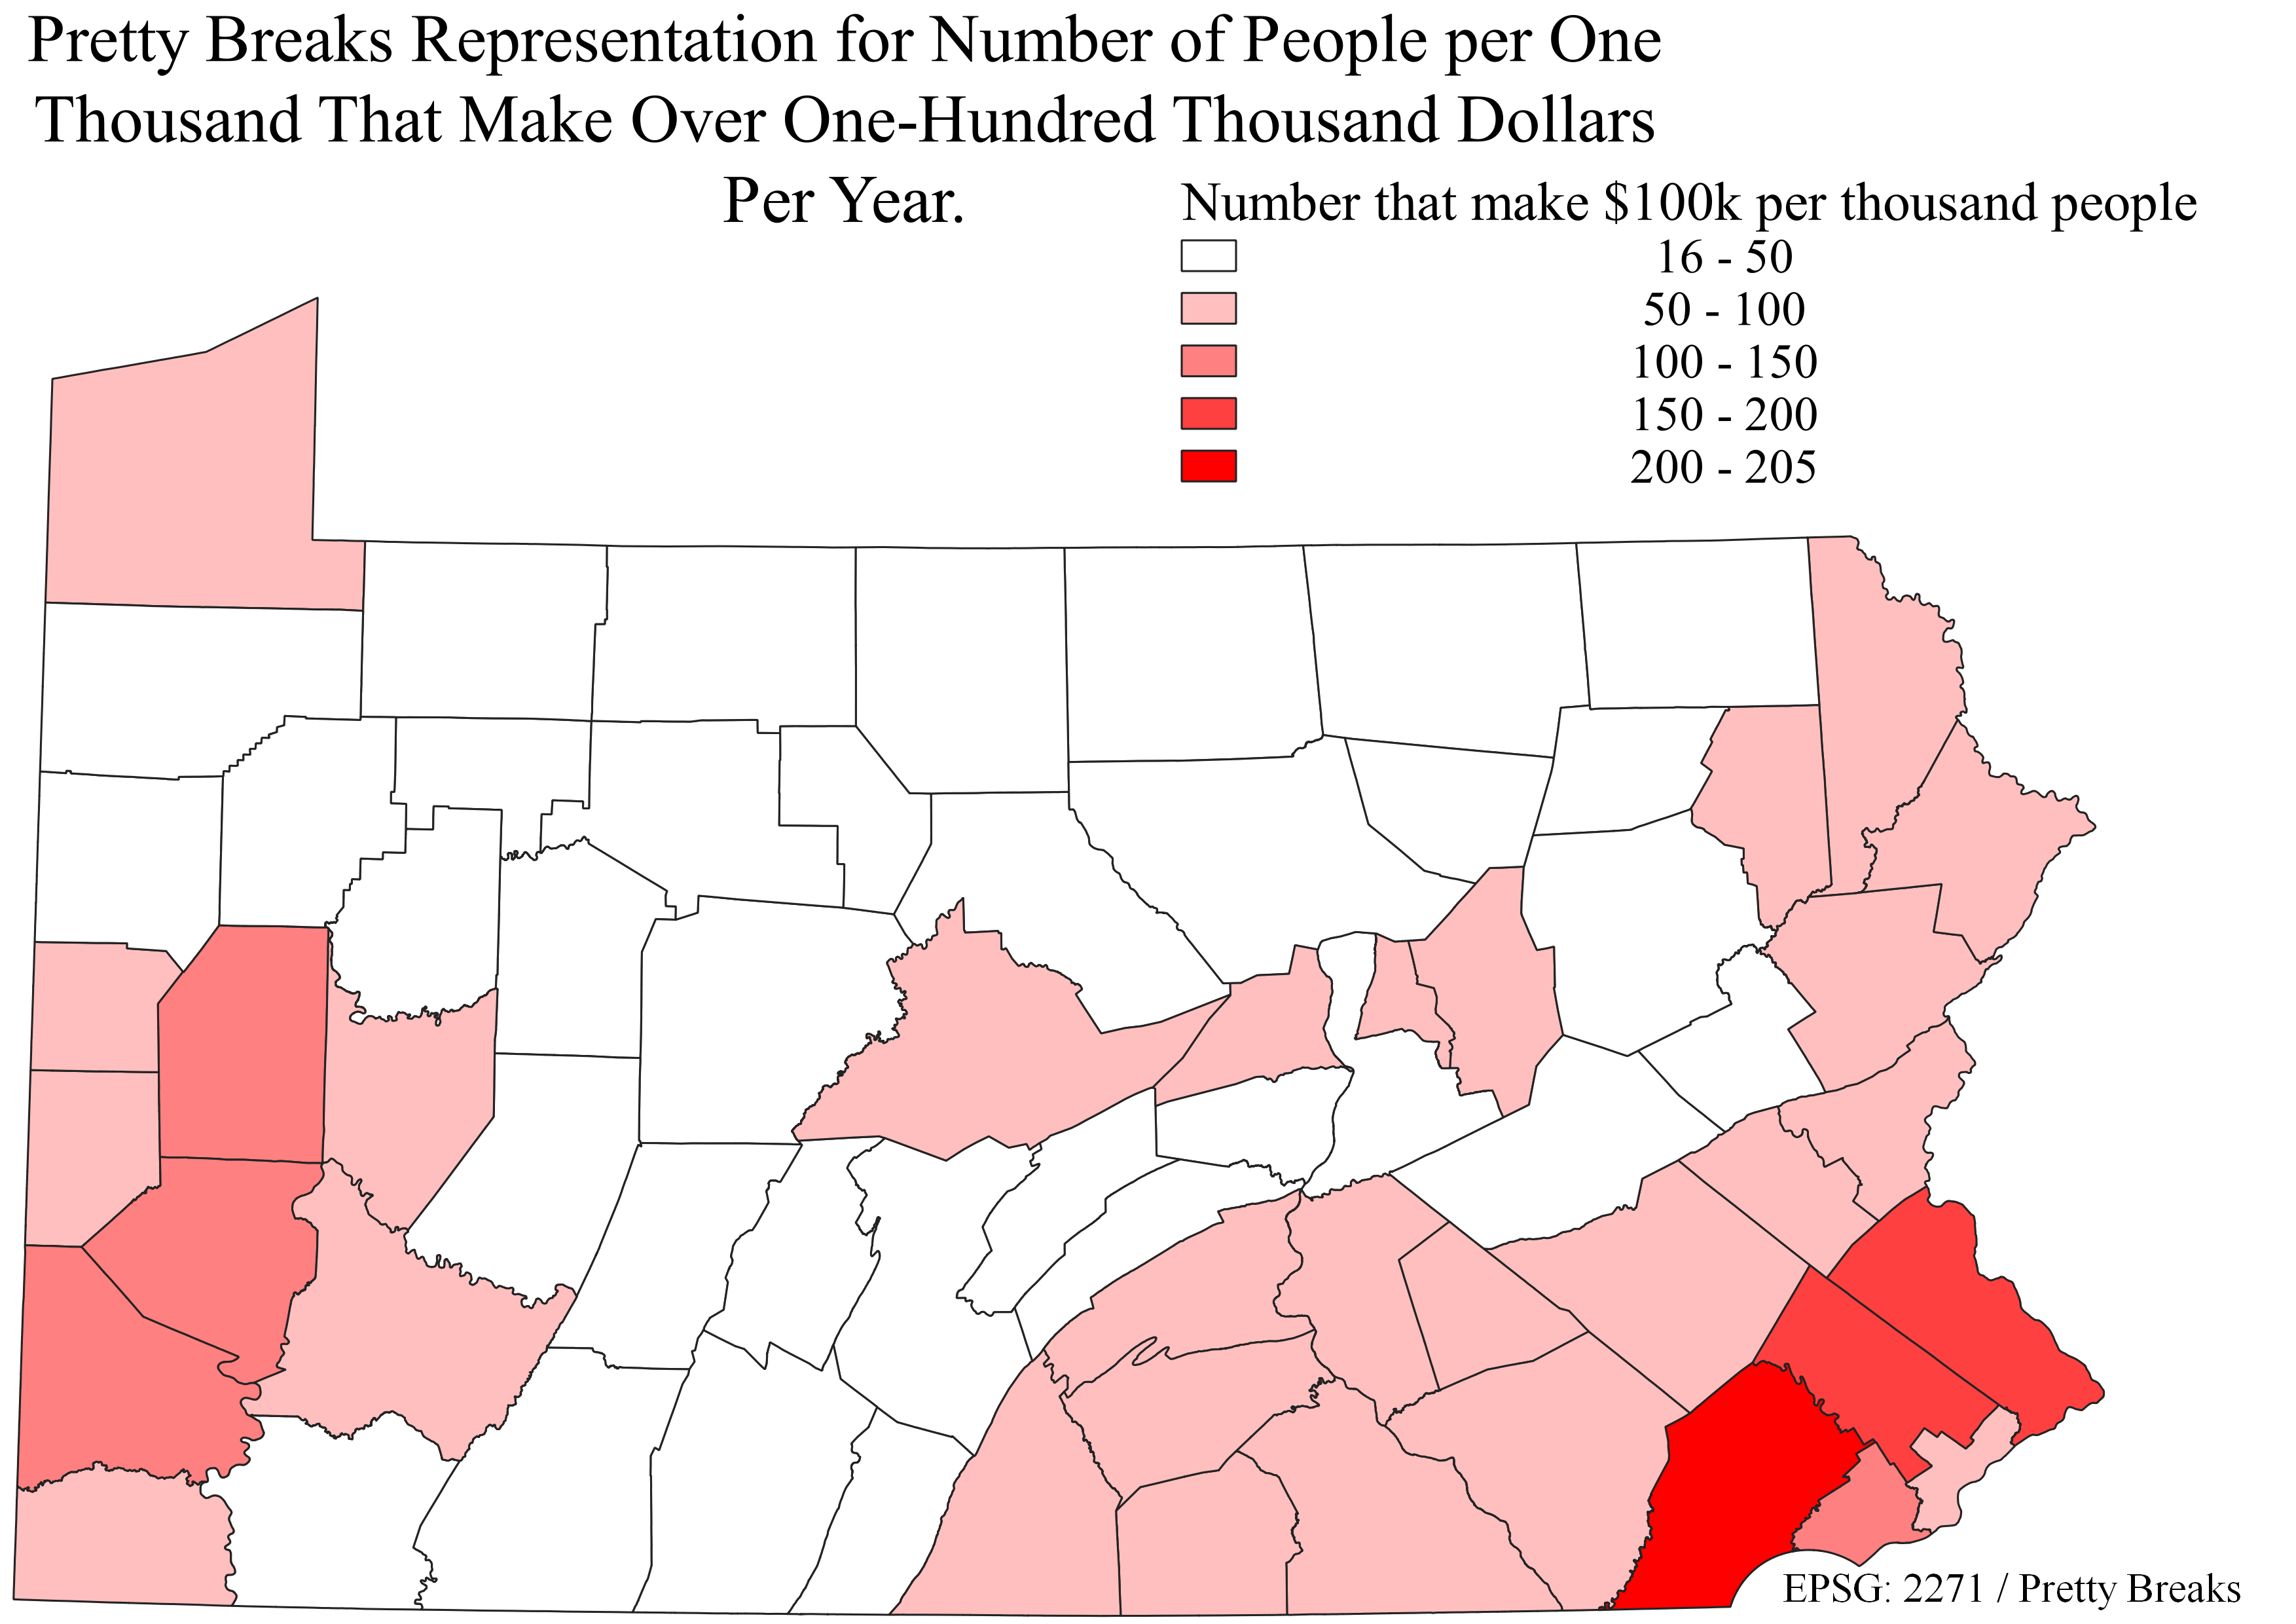 Pretty Breaks Representation for Number of People per One
Thousand That Make Over One-Hundred Thousand Dollars
Per Year.
Number that make $100k per thousand people
16 - 50
50 - 100
100 - 150
150 - 200
200 - 205
EPSG: 2271 / Pretty Breaks